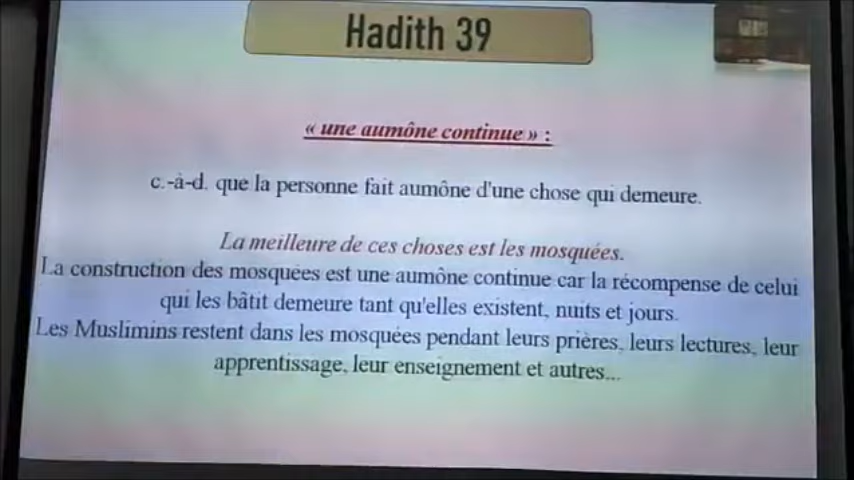 Hadith 39
« une aumône continue » :
c.-à-d. que la personne fait aumône d'une chose qui demeure.
La meilleure de ces choses est les mosquées.
La construction des mosquées est une aumône continue car la récompense de celui
qui les bâtit demeure tant qu'elles existent, nuits et jours.
Les Muslimins restent dans les mosquées pendant leurs prières, leurs lectures, leur
apprentissage, leur enseignement et autres...